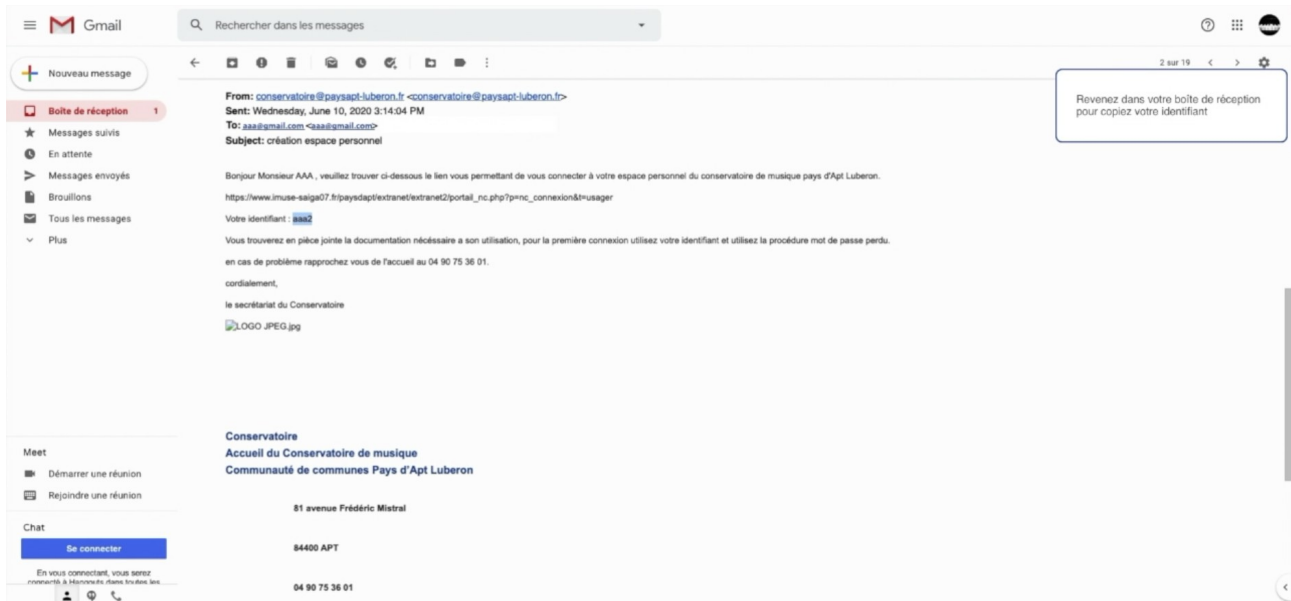 Gmail
Rechercher dans les messages
Nouveau message
2 sur 19
Revenez dans votre boîte de réception
pour copiez votre identifiant
Boîte de réception 1
Messages suivis
En attente
Messages envoyés
Brouillons
Tous les messages
Plus
From: conservatoire@paysapt-luberon.fr <conservatoire@paysapt-luberon.fr>
Sent: Wednesday, June 10, 2020 3:14:04 PM
To: aaa@gmail.com <aaa@gmail.com>
Subject: création espace personnel
Bonjour Monsieur AAA , veuillez trouver ci-dessous le lien vous permettant de vous connecter à votre espace personnel du conservatoire de musique pays d'Apt Luberon.
https://www.imuse-saiga07.fr/paysdapt/extranet/extranet2/portail_nc.php?p=nc_connexion&t=usager
Votre identifiant : aaa2
Vous trouverez en pièce jointe la documentation nécéssaire a son utilisation, pour la première connexion utilisez votre identifiant et utilisez la procédure mot de passe perdu.
en cas de problème rapprochez vous de l'accueil au 04 90 75 36 01.
cordialement,
le secrétariat du Conservatoire
LOGO JPEG.jpg
Conservatoire
Accueil du Conservatoire de musique
Communauté de communes Pays d'Apt Luberon
81 avenue Frédéric Mistral
84400 APT
04 90 75 36 01
Meet
Démarrer une réunion
Rejoindre une réunion
Chat
Se connecter
En vous connectant, vous serez
connecté à Hangouts dans toutes les